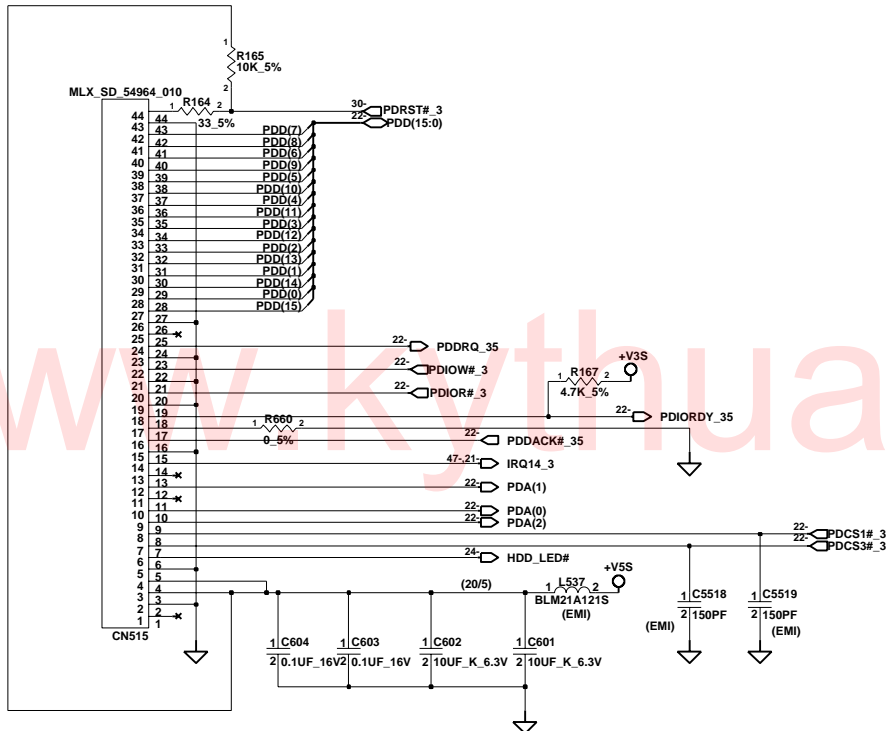 1
R165
10K_5%
2
MLX_SD_54964_010
1 R164 2
33_5%
30- PDRST#_3
22- PDD(15:0)
44 44
43 43 PDD(7)
42 42 PDD(8)
41 41 PDD(6)
40 40 PDD(9)
39 39 PDD(5)
38 38 PDD(10)
37 37 PDD(4)
36 36 PDD(11)
35 35 PDD(3)
34 34 PDD(12)
33 33 PDD(2)
32 32 PDD(13)
31 31 PDD(1)
30 30 PDD(14)
29 29 PDD(0)
28 28 PDD(15)
27 27
26 26
25 25 22- PDDRQ_35
24 24
23 23 22- PDIOW#_3
22 22
21 21 22- PDIOR#_3
20 20
+V3S
1 R167 2
4.7K_5%
19 19 22- PDIORDY_35
18 18 1 R660 2
0_5%
17 17 22- PDDACK#_35
16 16
15 15 47-,21- IRQ14_3
14 14
13 13 22- PDA(1)
12 12
11 11 22- PDA(0)
10 10 22- PDA(2)
9 9 22- PDCS1#_3
8 8 22- PDCS3#_3
7 7 24- HDD_LED#
6 6
5 5
4 4 (20/5) 1 L537 2 +V5S
BLM21A121S
(EMI)
3 3
2 2
1 1
CN515
1 C604
2 0.1UF_16V
1 C603
2 0.1UF_16V
1 C602
2 10UF_K_6.3V
1 C601
2 10UF_K_6.3V
1 C5518
2 150PF
(EMI)
1 C5519
2 150PF
(EMI)
ww.kythua